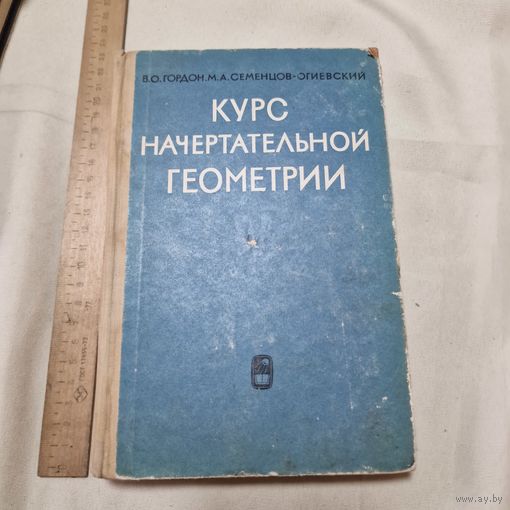 В.О.ГОРДОН, М.А.СЕМЕНЦОВ-ОГИЕВСКИЙ
КУРС
НАЧЕРТАТЕЛЬНОЙ
ГЕОМЕТРИИ
www.ay.by